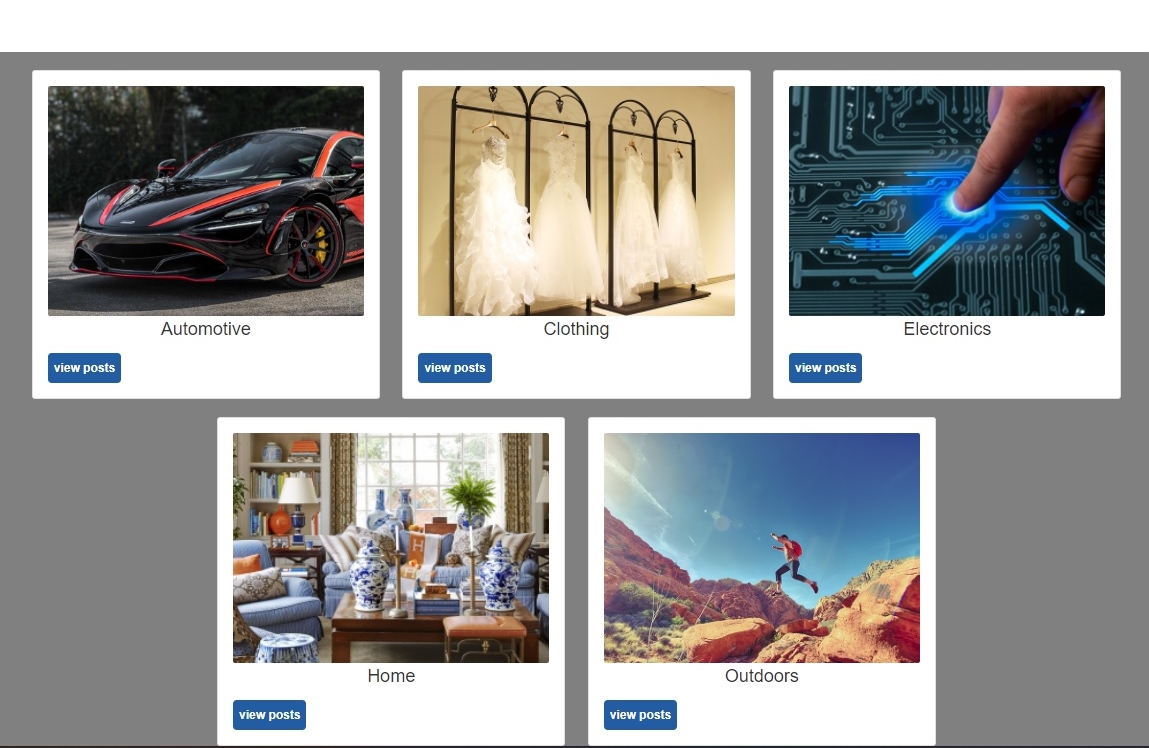 Automotive
view posts
Clothing
view posts
Electronics
view posts
Home
view posts
Outdoors
view posts